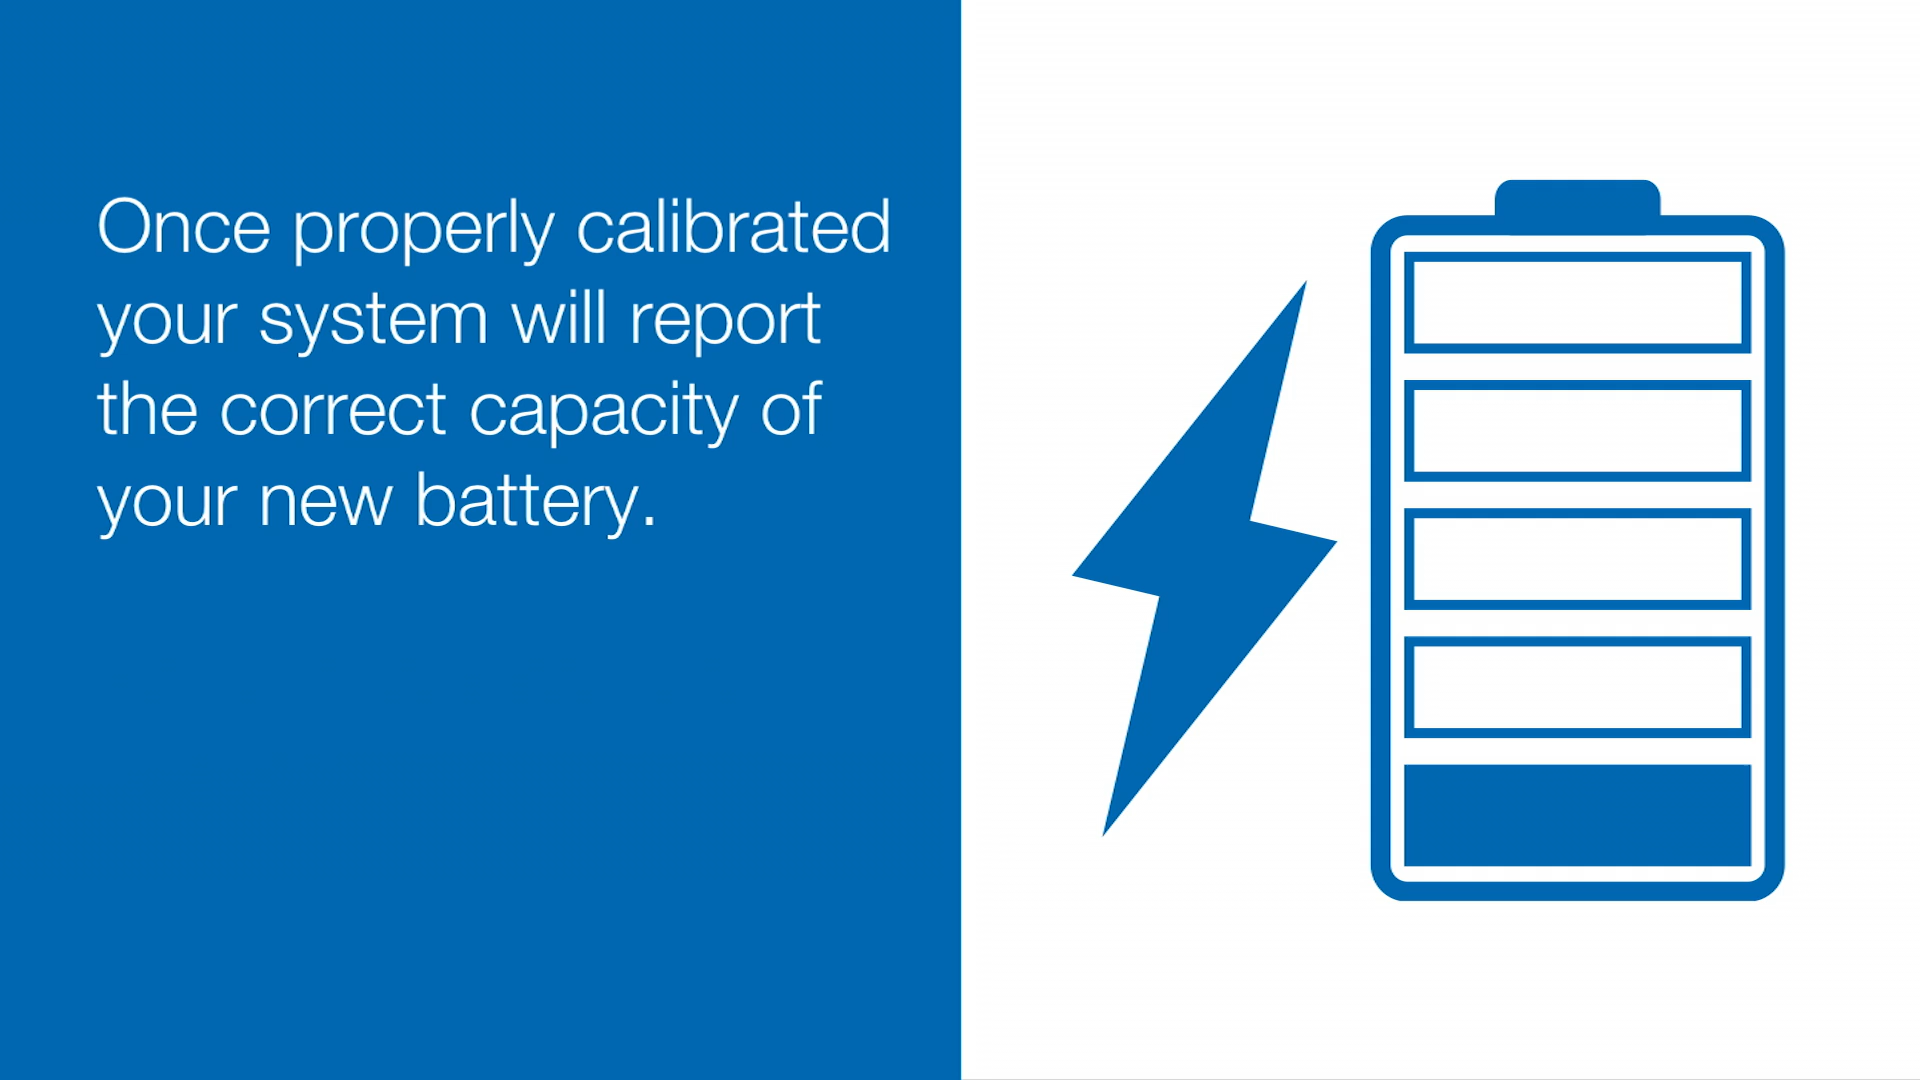 Once properly calibrated
your system will report
the correct capacity of
your new battery.